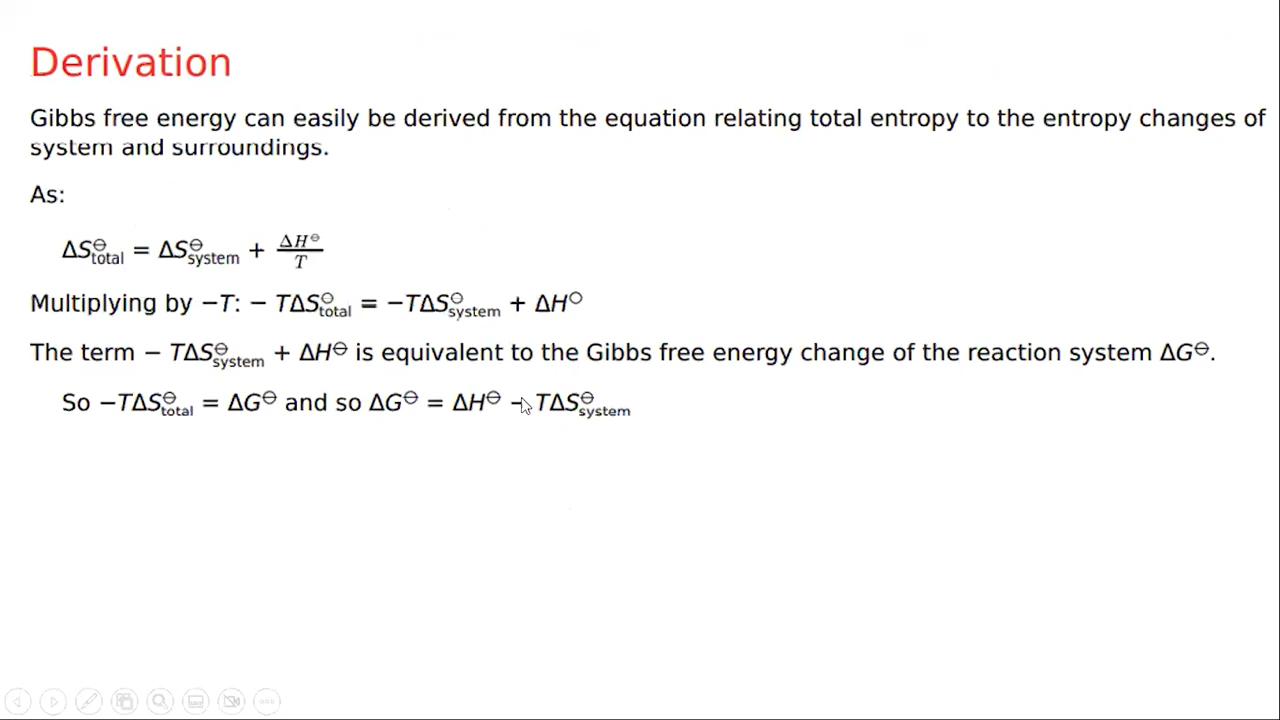 Derivation
Gibbs free energy can easily be derived from the equation relating total entropy to the entropy changes of
system and surroundings.
As:
ΔS⊖total = ΔS⊖system + ΔH⊖/T
Multiplying by −T: − TΔS⊖total = −TΔS⊖system + ΔH○
The term − TΔS⊖system + ΔH⊖ is equivalent to the Gibbs free energy change of the reaction system ΔG⊖.
So −TΔS⊖total = ΔG⊖ and so ΔG⊖ = ΔH⊖ − TΔS⊖system